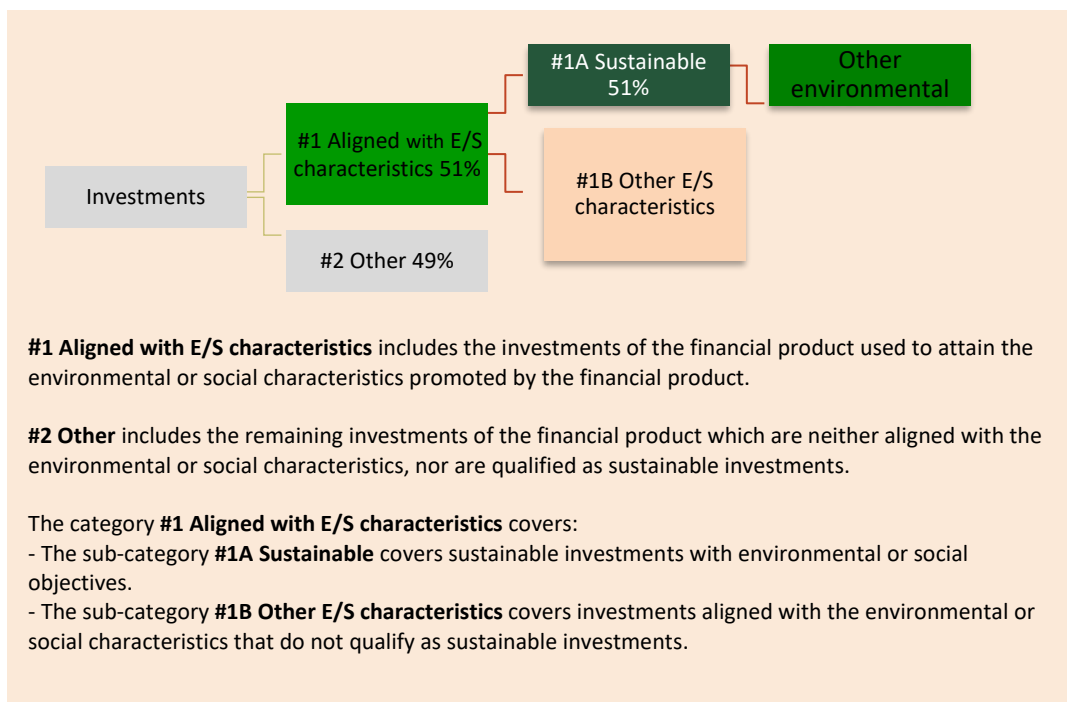 #1A Sustainable
51%
Other
environmental
#1 Aligned with E/S
characteristics 51%
#1B Other E/S
characteristics
Investments
#2 Other 49%
#1 Aligned with E/S characteristics includes the investments of the financial product used to attain the
environmental or social characteristics promoted by the financial product.
#2 Other includes the remaining investments of the financial product which are neither aligned with the
environmental or social characteristics, nor are qualified as sustainable investments.
The category #1 Aligned with E/S characteristics covers:
- The sub-category #1A Sustainable covers sustainable investments with environmental or social
objectives.
- The sub-category #1B Other E/S characteristics covers investments aligned with the environmental or
social characteristics that do not qualify as sustainable investments.